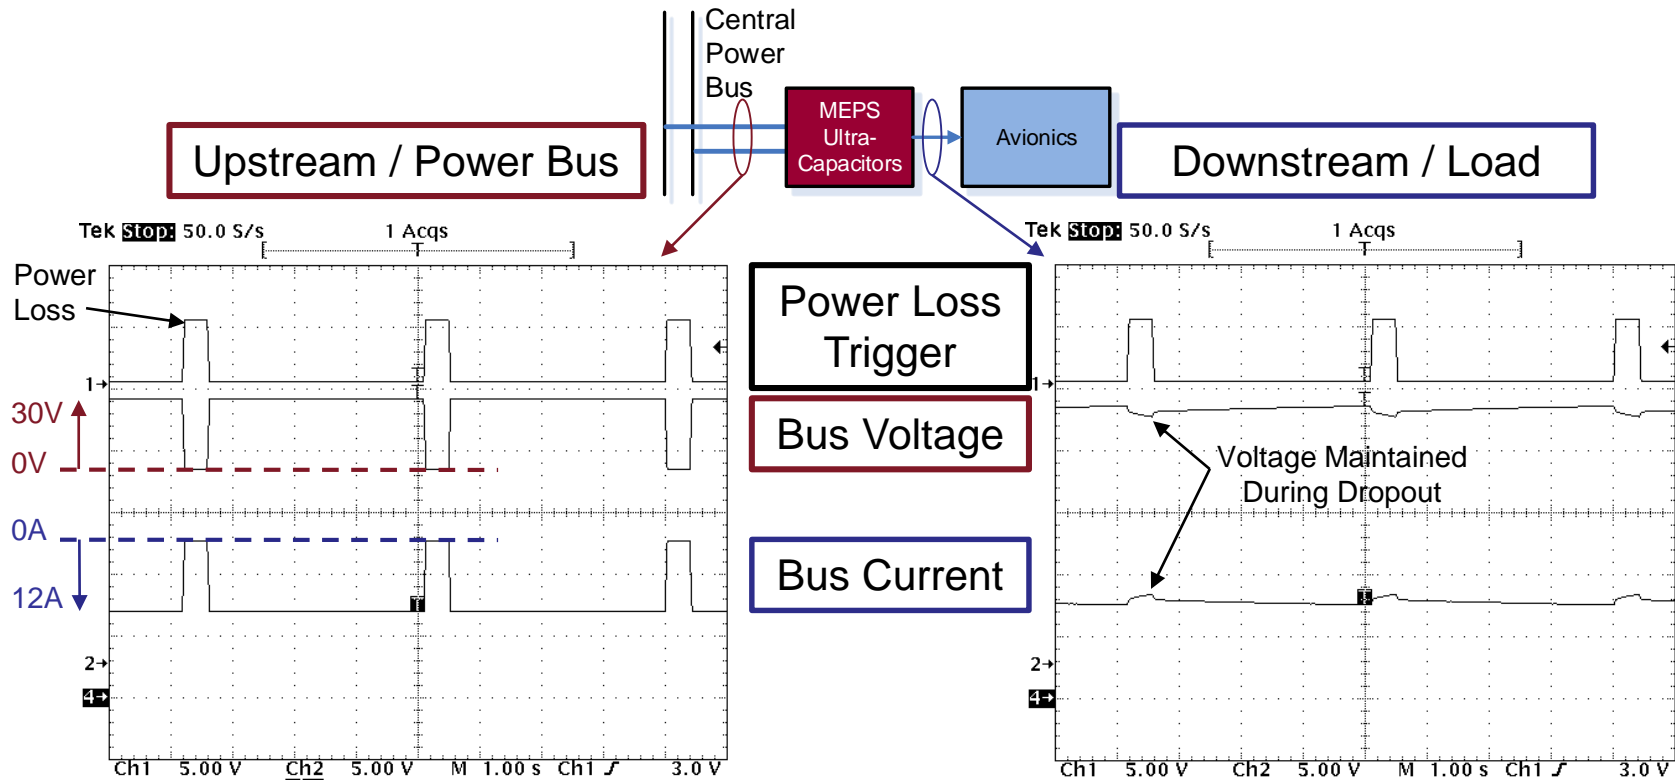 Central
Power
Bus
MEPS
Ultra-
Capacitors
Avionics
Upstream / Power Bus
Downstream / Load
Tek Stop: 50.0 S/s
1 Acqs
T
Power
Loss
1→
30V
0V
0A
12A
2→
4→
Ch1 5.00 V Ch2 5.00 V M 1.00 s Ch1 3.0 V
Power Loss
Trigger
Bus Voltage
Bus Current
Tek Stop: 50.0 S/s
1 Acqs
T
1→
Voltage Maintained
During Dropout
2→
4→
Ch1 5.00 V Ch2 5.00 V M 1.00 s Ch1 3.0 V